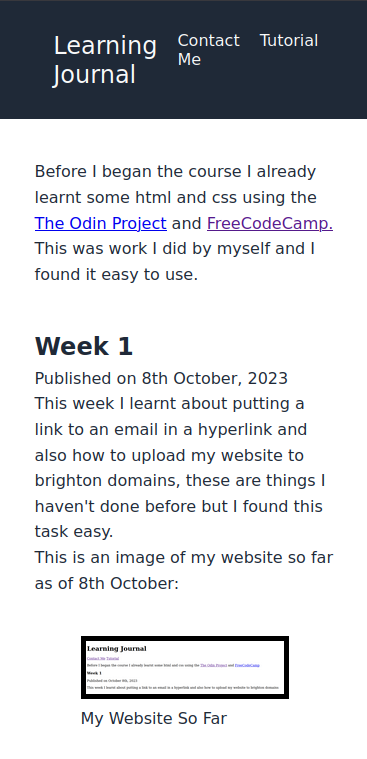 Learning
Journal
Contact
Me
Tutorial
Before I began the course I already
learnt some html and css using the
The Odin Project and FreeCodeCamp.
This was work I did by myself and I
found it easy to use.
Week 1
Published on 8th October, 2023
This week I learnt about putting a
link to an email in a hyperlink and
also how to upload my website to
brighton domains, these are things I
haven't done before but I found this
task easy.
This is an image of my website so far
as of 8th October:
Learning Journal
Contact Me Tutorial
Before I began the course I already learnt some html and css using the The Odin Project and FreeCodeCamp.
Week 1
Published on October 8th, 2023
This week I learnt about putting a link to an email in a hyperlink and also how to upload my website to brighton domains
My Website So Far